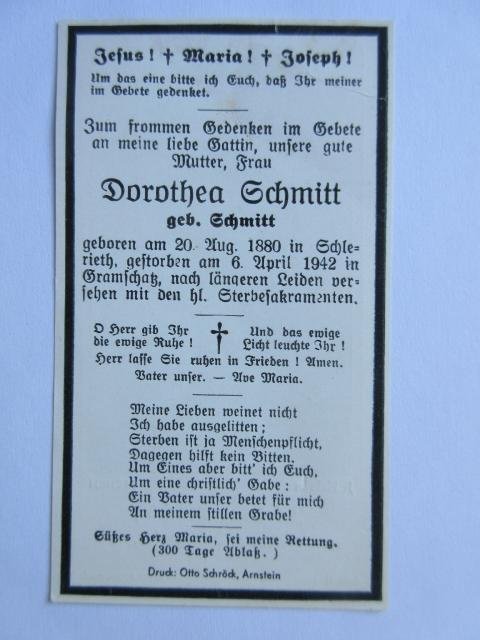 Jesus! † Maria! † Joseph!
Um das eine bitte ich Euch, daß Ihr meiner
im Gebete gedenket.
Zum frommen Gedenken im Gebete
an meine liebe Gattin, unsere gute
Mutter, Frau
Dorothea Schmitt
geb. Schmitt
geboren am 20. Aug. 1880 in Schle=
rieth, gestorben am 6. April 1942 in
Gramschatz, nach längeren Leiden ver=
sehen mit den hl. Sterbesakramenten.
O Herr gib Ihr
die ewige Ruhe!
†
Und das ewige
Licht leuchte Ihr!
Herr lasse Sie ruhen in Frieden! Amen.
Vater unser. — Ave Maria.
Meine Lieben weinet nicht
Ich habe ausgelitten;
Sterben ist ja Menschenpflicht,
Dagegen hilft kein Bitten.
Um Eines aber bitt' ich Euch,
Um eine christlich' Gabe:
Ein Vater unser betet für mich
An meinem stillen Grabe!
Süßes Herz Maria, sei meine Rettung.
(300 Tage Ablaß.)
Druck: Otto Schröck, Arnstein